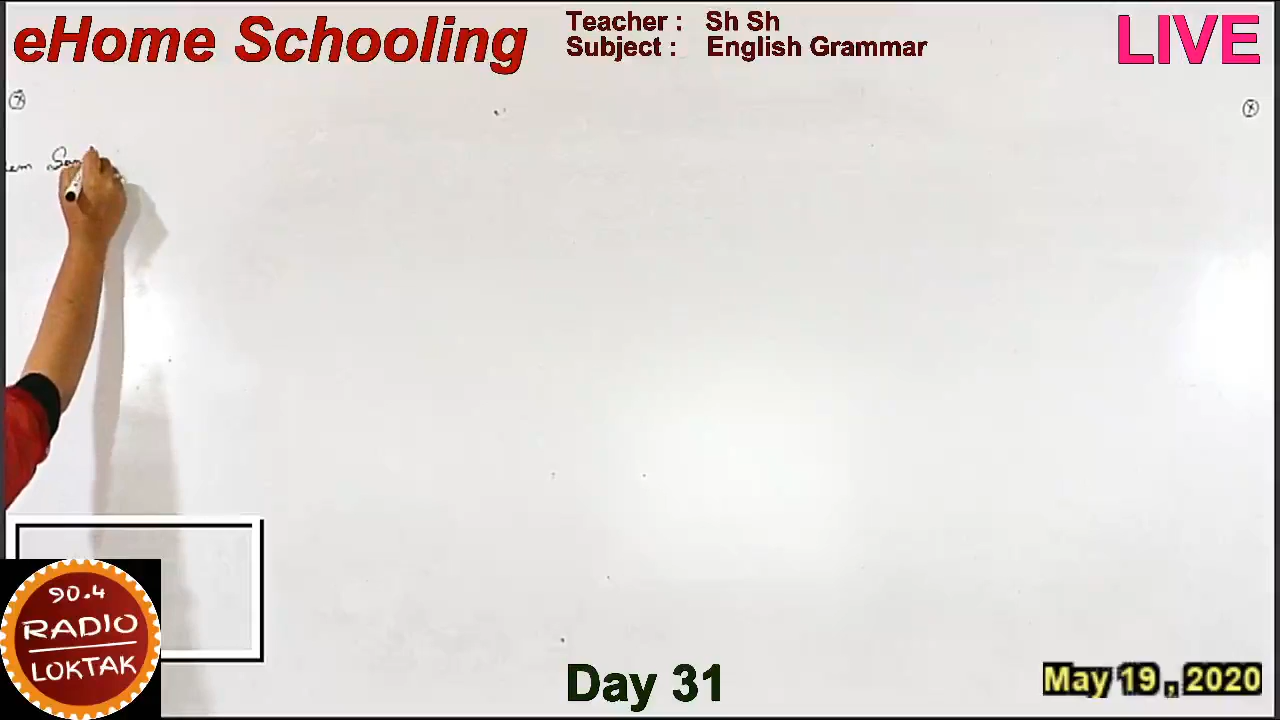 eHome Schooling
Teacher : Sh Sh
Subject : English Grammar
LIVE
90.4
RADIO
LOKTAK
Day 31
May 19 , 2020